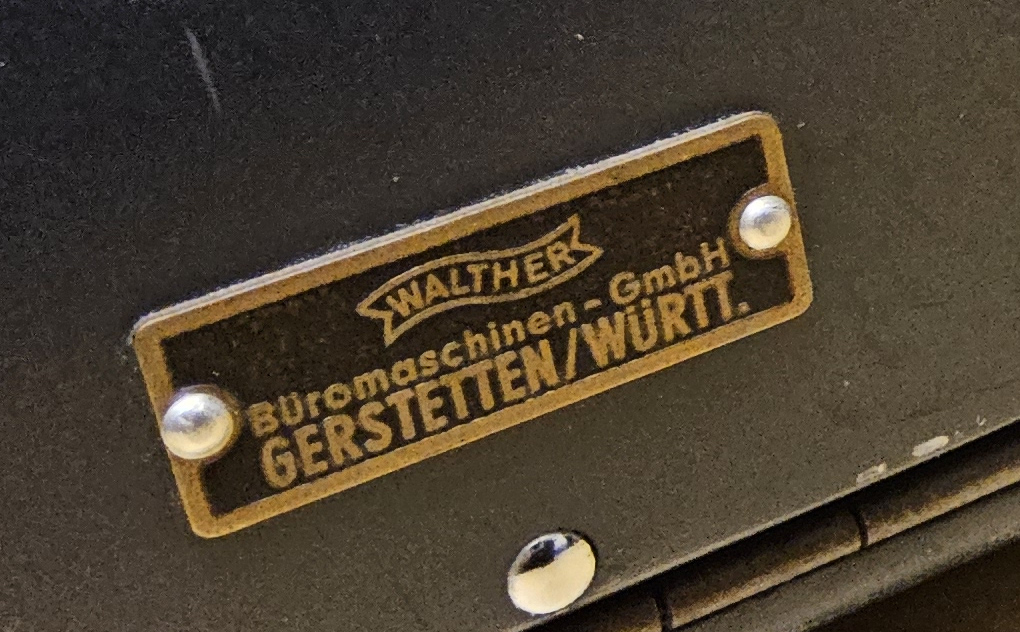 WALTHER
Büromaschinen-GmbH
GERSTETTEN/WÜRTT.